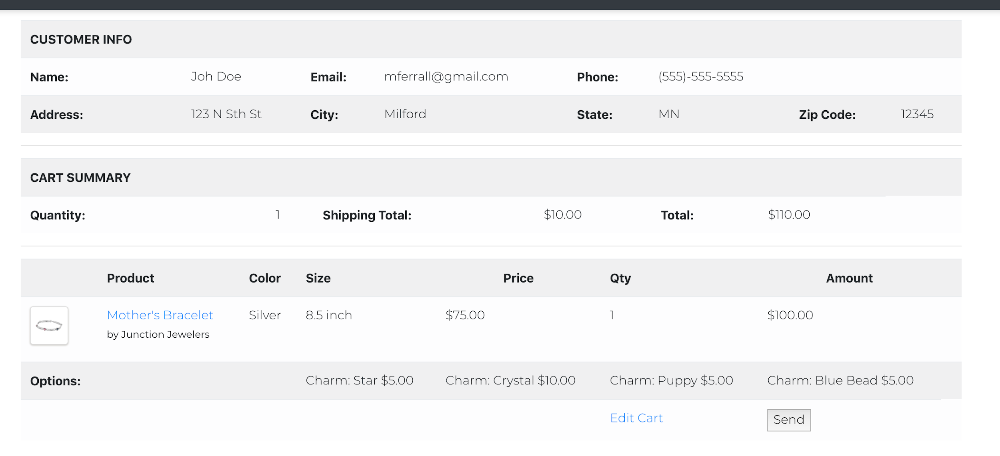 CUSTOMER INFO
Name: Joh Doe Email: mferrall@gmail.com Phone: (555)-555-5555
Address: 123 N Sth St City: Milford State: MN Zip Code: 12345
CART SUMMARY
Quantity: 1 Shipping Total: $10.00 Total: $110.00
Product Color Size Price Qty Amount
Mother's Bracelet Silver 8.5 inch $75.00 1 $100.00
by Junction Jewelers
Options: Charm: Star $5.00 Charm: Crystal $10.00 Charm: Puppy $5.00 Charm: Blue Bead $5.00
Edit Cart Send